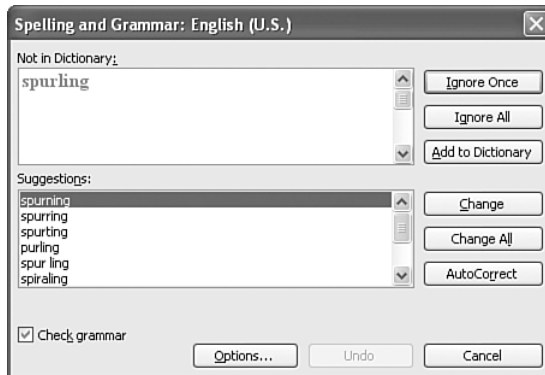 Spelling and Grammar: English (U.S.)
Not in Dictionary:
spurling
Ignore Once
Ignore All
Add to Dictionary
Suggestions:
spurning
spurring
spurting
purling
spur ling
spiraling
Change
Change All
AutoCorrect
Check grammar
Options...
Undo
Cancel